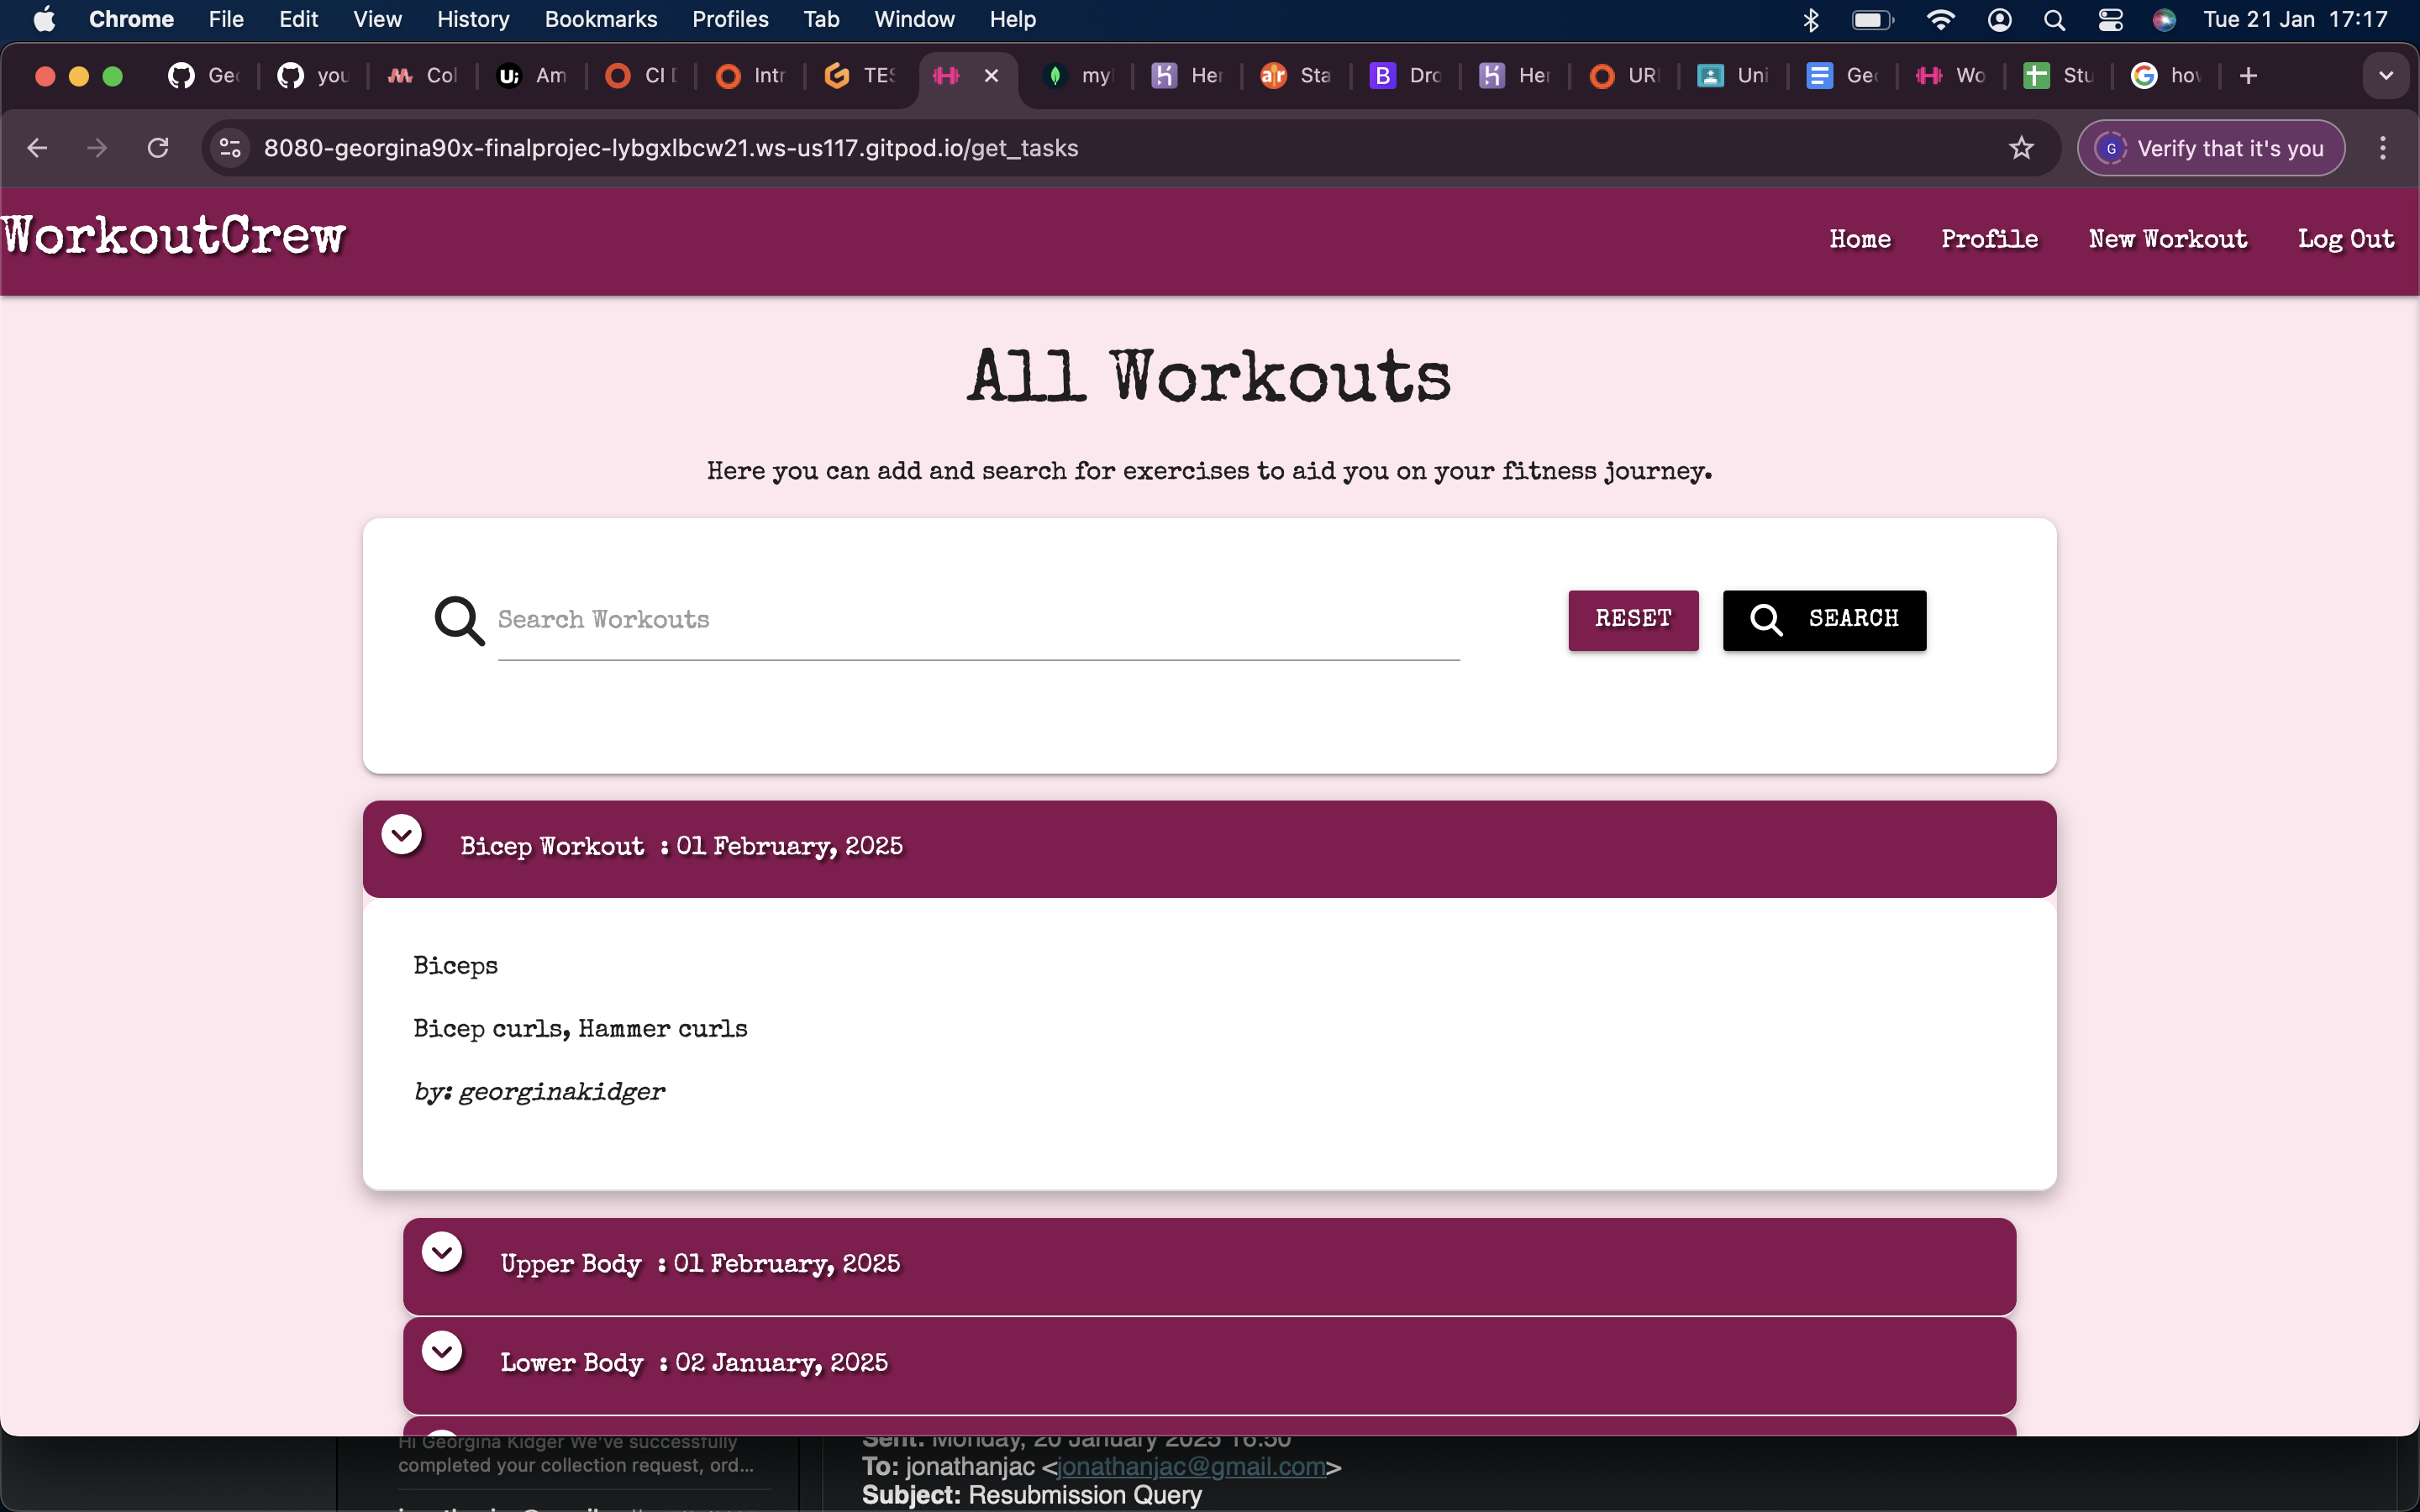 Chrome File Edit View History Bookmarks Profiles Tab Window Help Tue 21 Jan 17:17
Geo you Col Am CI Intr TES my Her Sta Dro Her UR Uni Geo Wo Stu how
8080-georgina90x-finalprojec-lybgxlbcw21.ws-us117.gitpod.io/get_tasks G Verify that it's you
WorkoutCrew Home Profile New Workout Log Out
All Workouts
Here you can add and search for exercises to aid you on your fitness journey.
Search Workouts RESET SEARCH
Bicep Workout : 01 February, 2025
Biceps
Bicep curls, Hammer curls
by: georginakidger
Upper Body : 01 February, 2025
Lower Body : 02 January, 2025
Hi Georgina Kidger We've successfully
completed your collection request, ord...
Sent: Monday, 20 January 2025 16:50
To: jonathanjac <jonathanjac@gmail.com>
Subject: Resubmission Query